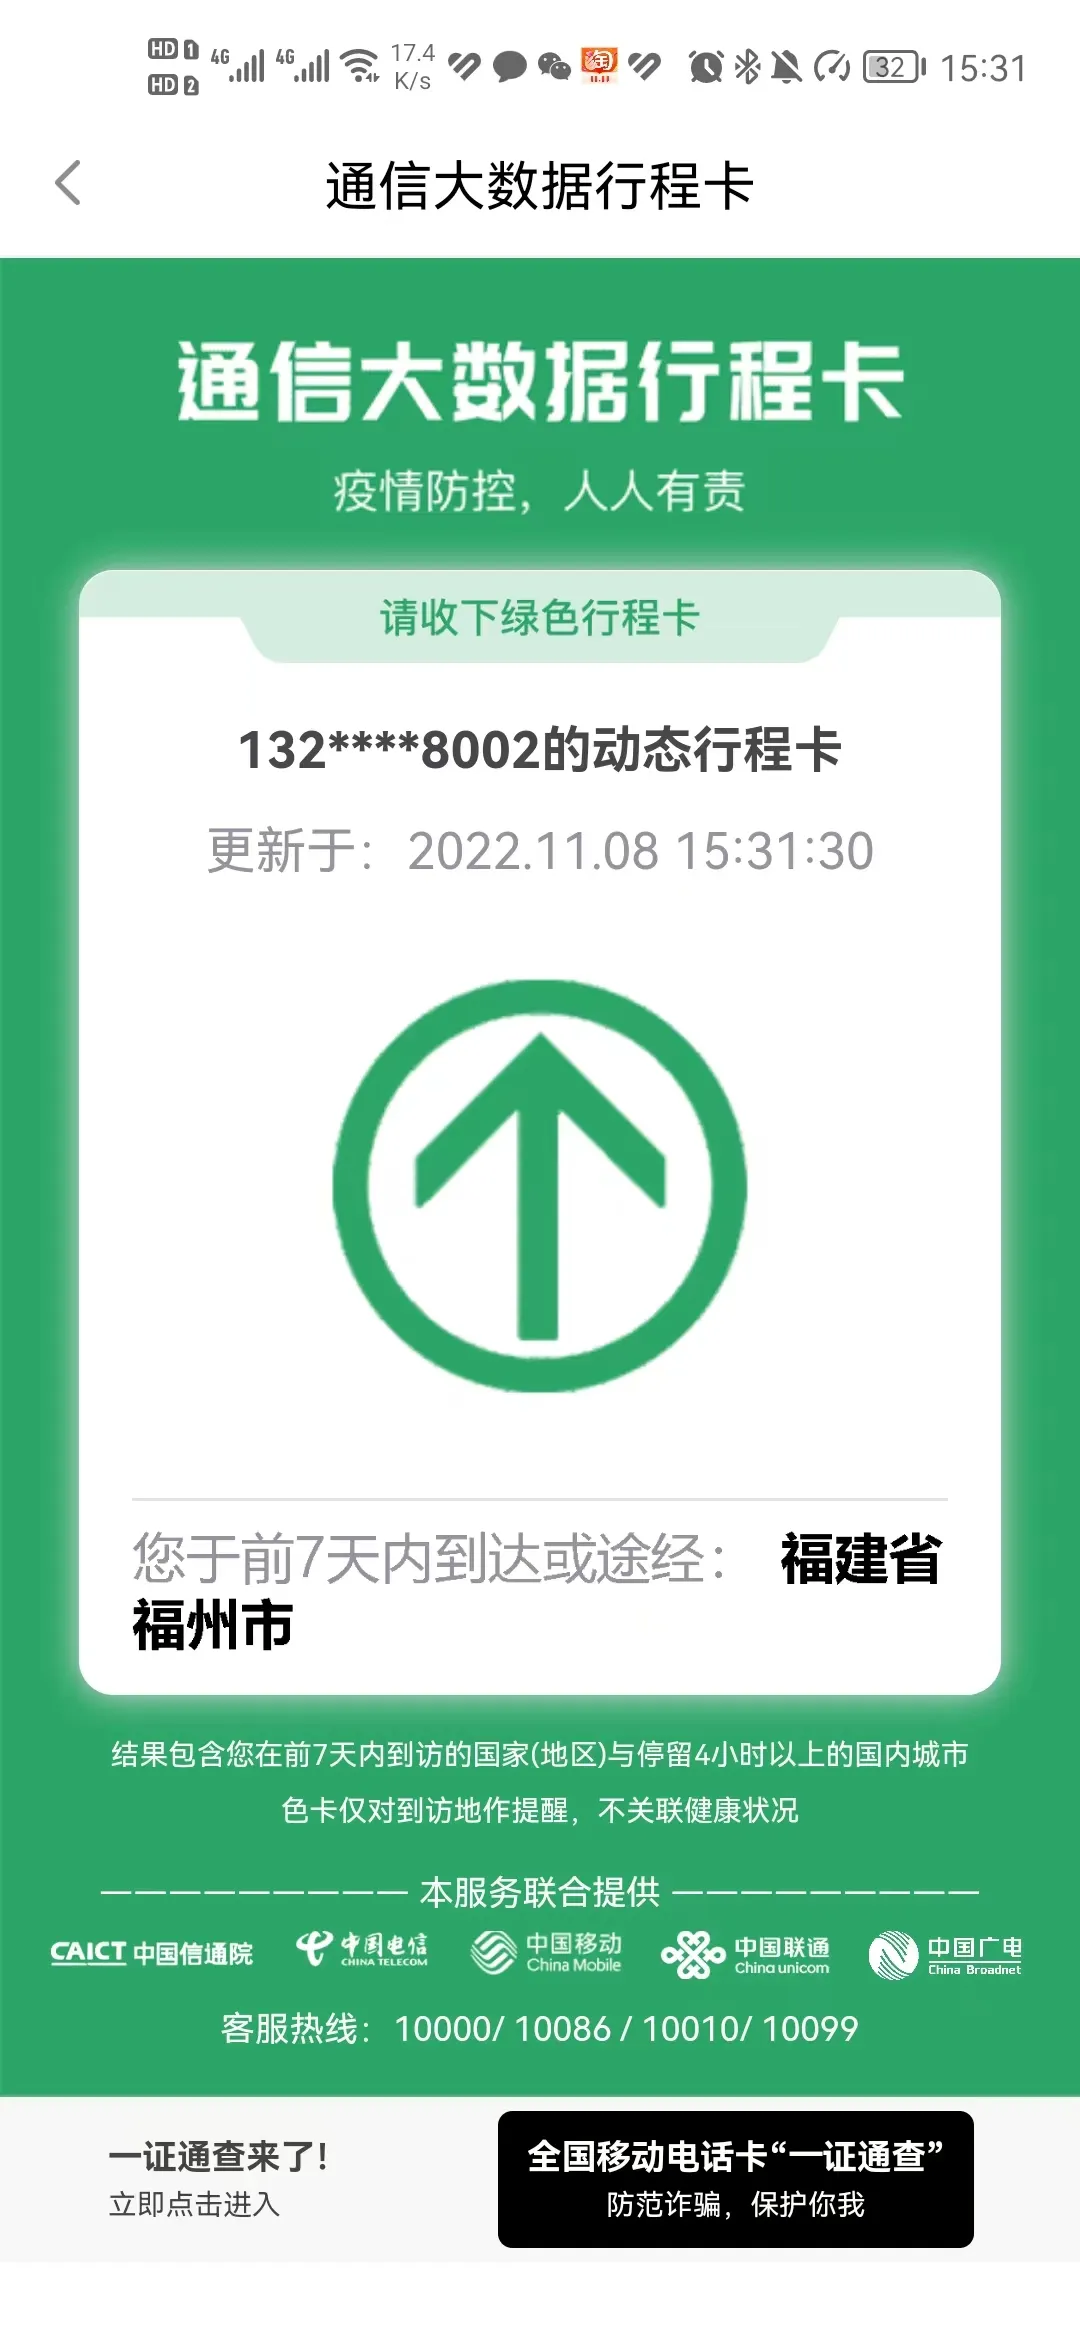 HD 1 4G 4G 17.4 32 15:31
HD 2 K/s
通信大数据行程卡
通信大数据行程卡
疫情防控，人人有责
请收下绿色行程卡
132****8002的动态行程卡
更新于：2022.11.08 15:31:30
您于前7天内到达或途经：福建省
福州市
结果包含您在前7天内到访的国家(地区)与停留4小时以上的国内城市
色卡仅对到访地作提醒，不关联健康状况
—————————本服务联合提供—————————
CAICT 中国信通院 中国电信 CHINA TELECOM 中国移动 China Mobile 中国联通 China unicom 中国广电 China Broadnet
客服热线：10000/ 10086 / 10010/ 10099
一证通查来了!
立即点击进入
全国移动电话卡“一证通查”
防范诈骗，保护你我